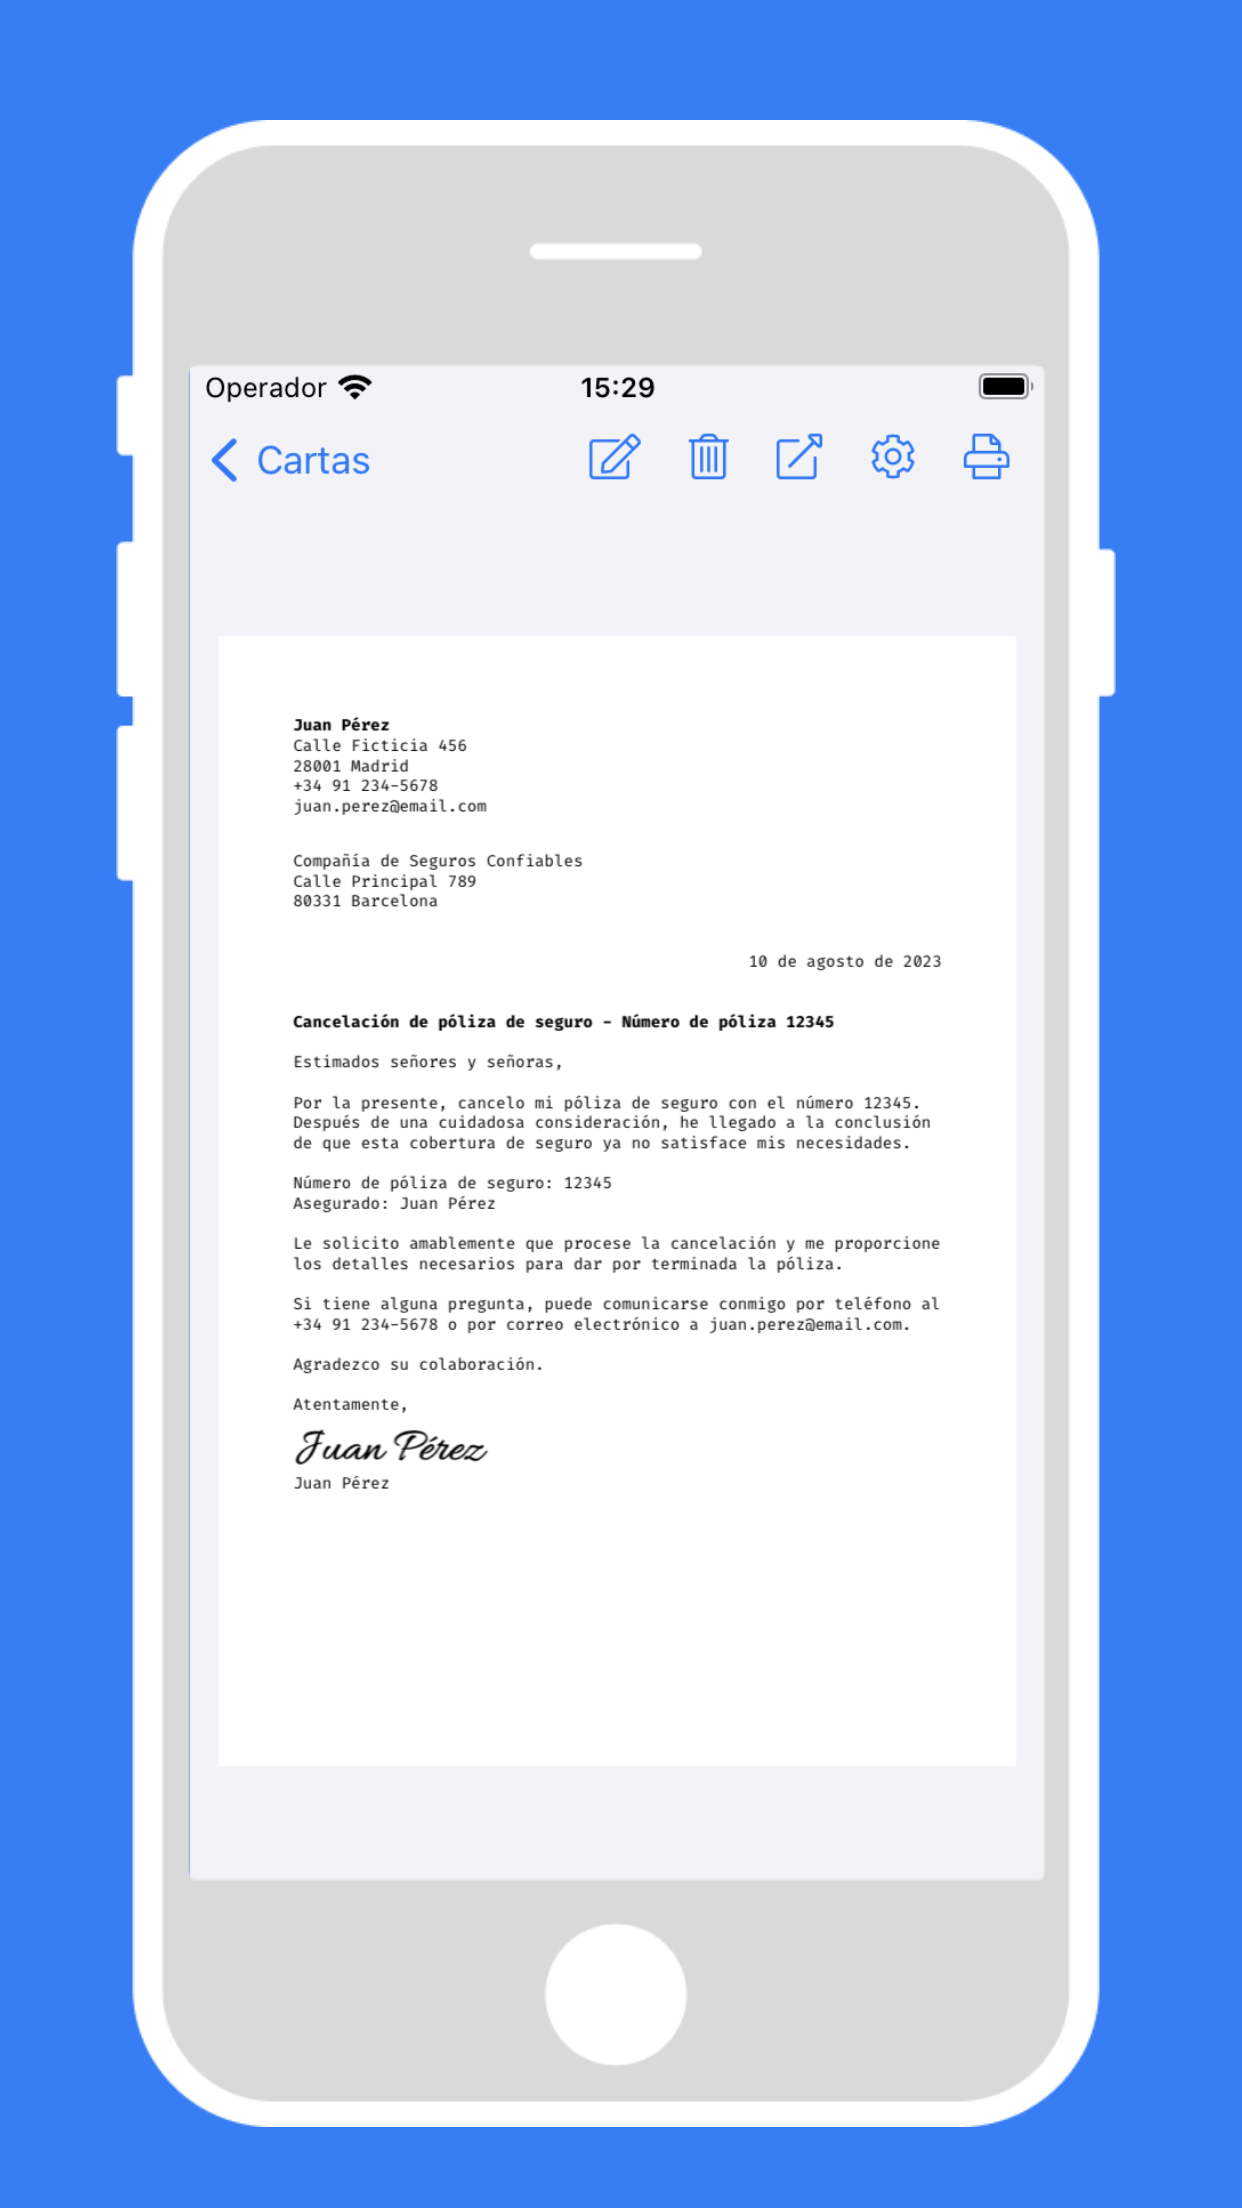 Operador 15:29
Cartas
Juan Pérez
Calle Ficticia 456
28001 Madrid
+34 91 234-5678
juan.perez@email.com
Compañía de Seguros Confiables
Calle Principal 789
80331 Barcelona
10 de agosto de 2023
Cancelación de póliza de seguro - Número de póliza 12345
Estimados señores y señoras,
Por la presente, cancelo mi póliza de seguro con el número 12345.
Después de una cuidadosa consideración, he llegado a la conclusión
de que esta cobertura de seguro ya no satisface mis necesidades.
Número de póliza de seguro: 12345
Asegurado: Juan Pérez
Le solicito amablemente que procese la cancelación y me proporcione
los detalles necesarios para dar por terminada la póliza.
Si tiene alguna pregunta, puede comunicarse conmigo por teléfono al
+34 91 234-5678 o por correo electrónico a juan.perez@email.com.
Agradezco su colaboración.
Atentamente,
Juan Pérez
Juan Pérez